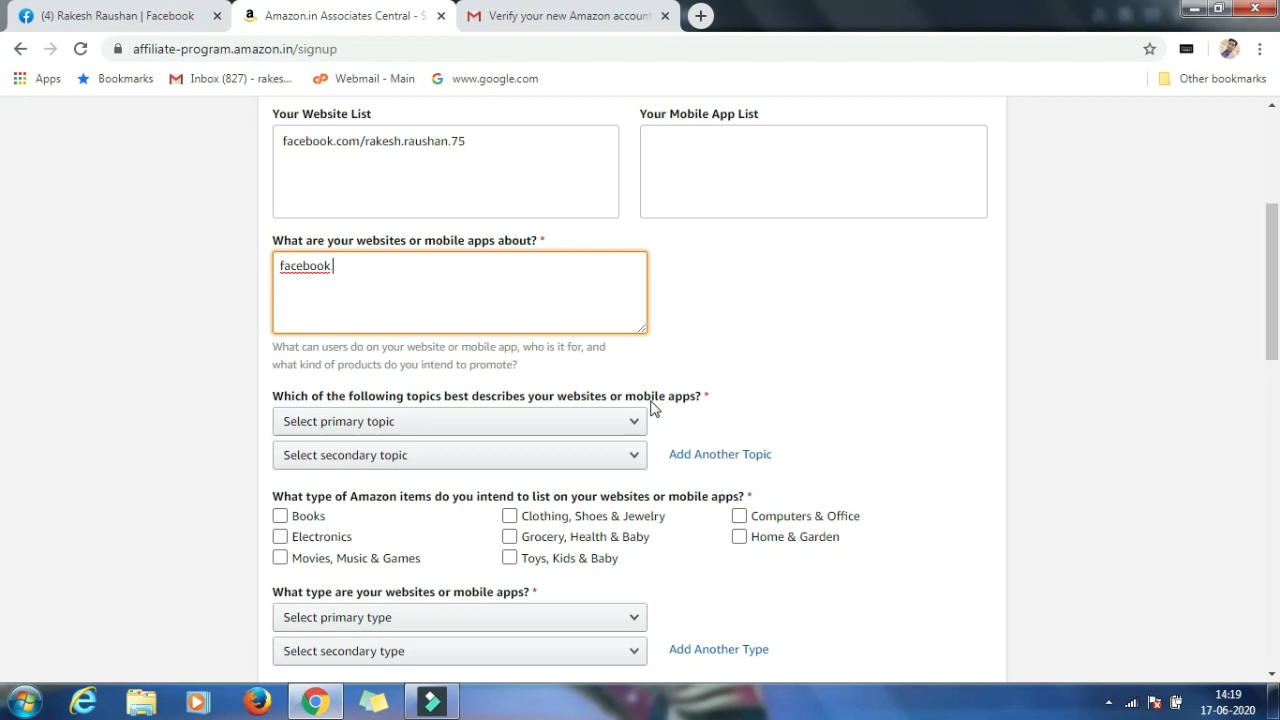 (4) Rakesh Raushan | Facebook
Amazon.in Associates Central - S
Verify your new Amazon account
affiliate-program.amazon.in/signup
Apps
Bookmarks
Inbox (827) - rakes...
Webmail - Main
www.google.com
Other bookmarks
Your Website List
Your Mobile App List
facebook.com/rakesh.raushan.75
What are your websites or mobile apps about? *
facebook
What can users do on your website or mobile app, who is it for, and
what kind of products do you intend to promote?
Which of the following topics best describes your websites or mobile apps? *
Select primary topic
Select secondary topic
Add Another Topic
What type of Amazon items do you intend to list on your websites or mobile apps? *
Books
Clothing, Shoes & Jewelry
Computers & Office
Electronics
Grocery, Health & Baby
Home & Garden
Movies, Music & Games
Toys, Kids & Baby
What type are your websites or mobile apps? *
Select primary type
Select secondary type
Add Another Type
14:19
17-06-2020